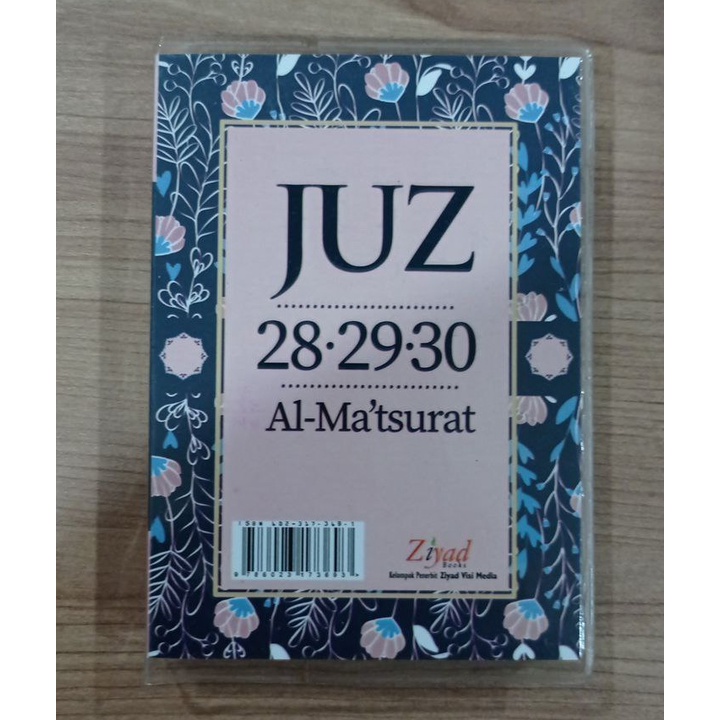 JUZ
28·29·30
Al-Ma'tsurat
Ziyad
Books
Kelompok Penerbit Ziyad Visi Media